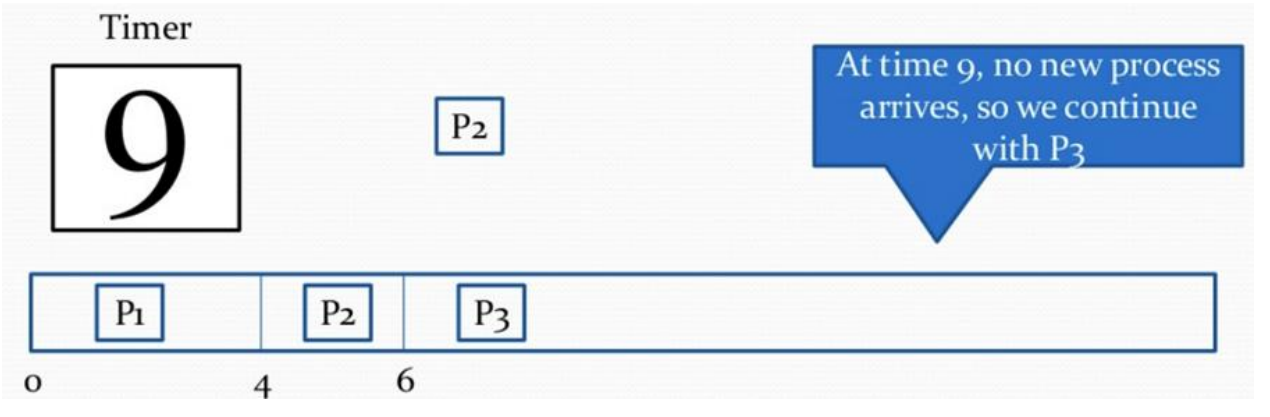 Timer
9
P2
At time 9, no new process
arrives, so we continue
with P3
P1 P2 P3
0 4 6